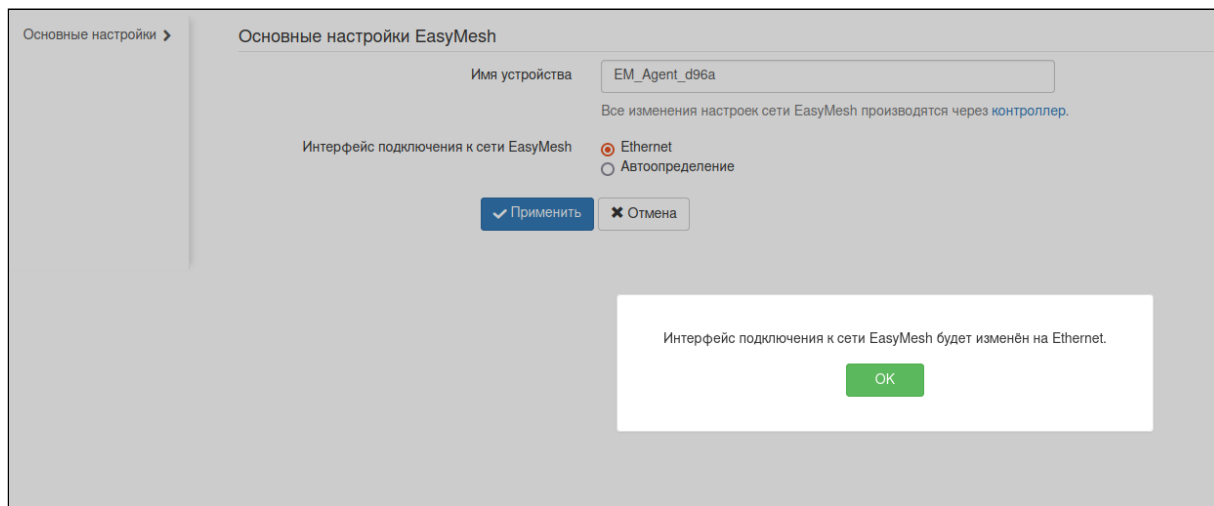 Основные настройки
Основные настройки EasyMesh
Имя устройства
EM_Agent_d96a
Все изменения настроек сети EasyMesh производятся через контроллер.
Интерфейс подключения к сети EasyMesh
Ethernet
Автоопределение
Применить
Отмена
Интерфейс подключения к сети EasyMesh будет изменён на Ethernet.
OK